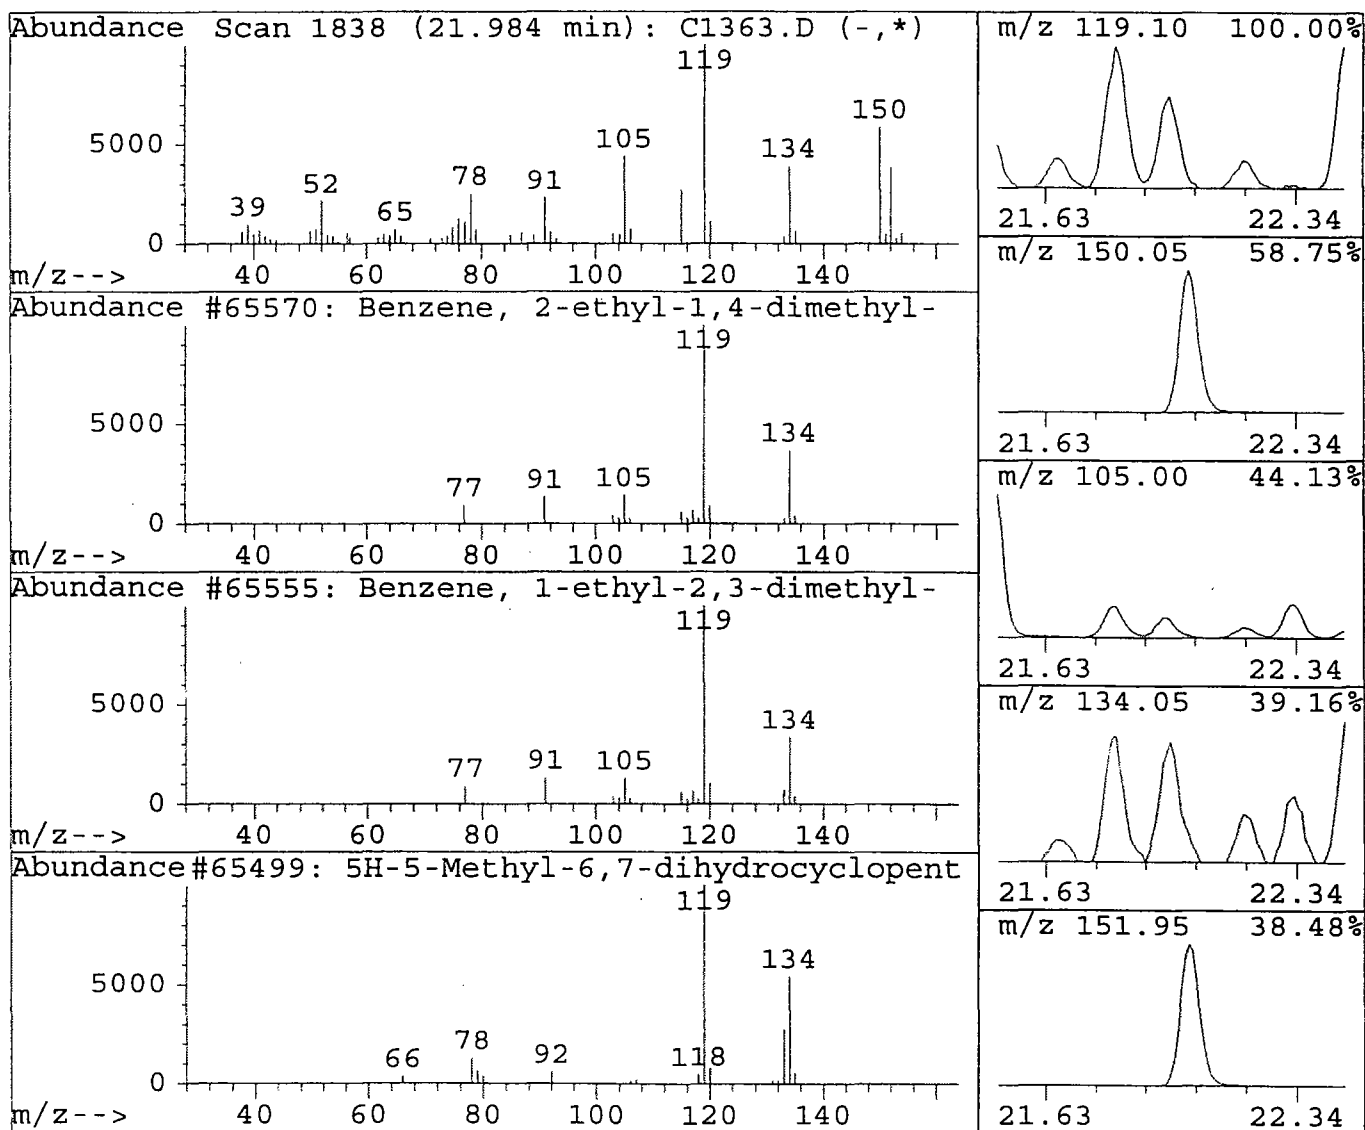 Abundance Scan 1838 (21.984 min): C1363.D (-,*)
119
150
5000
105
134
78
91
52
39
65
0
m/z--> 40 60 80 100 120 140
Abundance #65570: Benzene, 2-ethyl-1,4-dimethyl-
119
5000
134
77 91 105
0
m/z--> 40 60 80 100 120 140
Abundance #65555: Benzene, 1-ethyl-2,3-dimethyl-
119
5000
134
77 91 105
0
m/z--> 40 60 80 100 120 140
Abundance #65499: 5H-5-Methyl-6,7-dihydrocyclopent
119
134
5000
78
66 92 118
0
m/z--> 40 60 80 100 120 140
m/z 119.10 100.00%
21.63 22.34
m/z 150.05 58.75%
21.63 22.34
m/z 105.00 44.13%
21.63 22.34
m/z 134.05 39.16%
21.63 22.34
m/z 151.95 38.48%
21.63 22.34